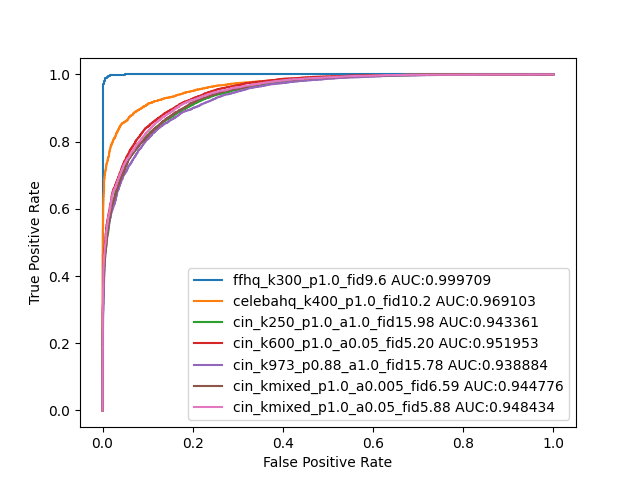 1.0
0.8
0.6
0.4
0.2
0.0
True Positive Rate
ffhq_k300_p1.0_fid9.6 AUC:0.999709
celebahq_k400_p1.0_fid10.2 AUC:0.969103
cin_k250_p1.0_a1.0_fid15.98 AUC:0.943361
cin_k600_p1.0_a0.05_fid5.20 AUC:0.951953
cin_k973_p0.88_a1.0_fid15.78 AUC:0.938884
cin_kmixed_p1.0_a0.005_fid6.59 AUC:0.944776
cin_kmixed_p1.0_a0.05_fid5.88 AUC:0.948434
0.0 0.2 0.4 0.6 0.8 1.0
False Positive Rate